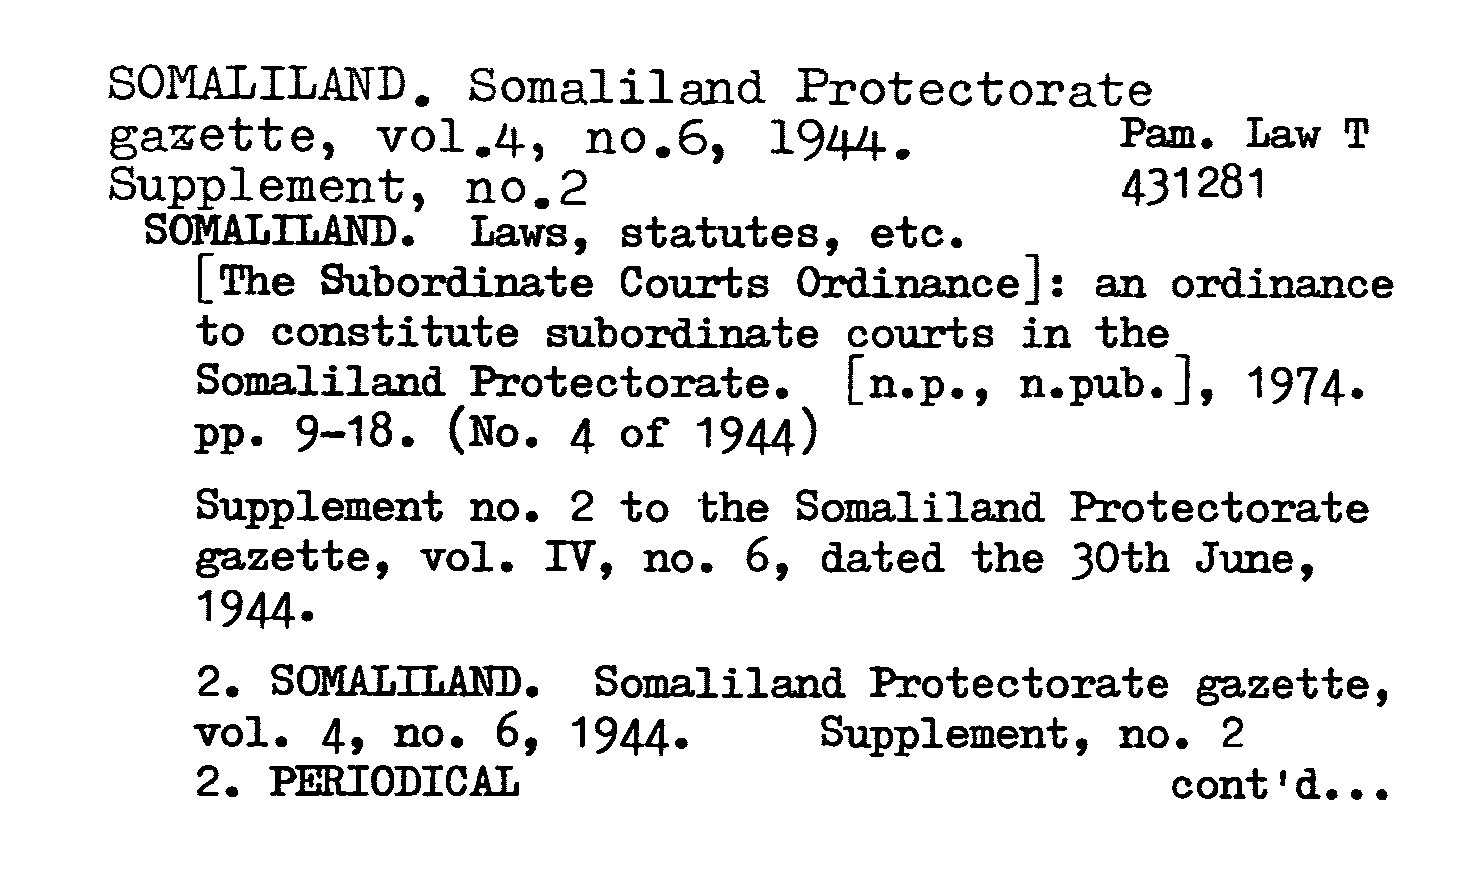 SOMALILAND. Somaliland Protectorate
gazette, vol.4, no.6, 1944.
Pam. Law T
Supplement, no.2
431281
SOMALILAND. Laws, statutes, etc.
[The Subordinate Courts Ordinance]: an ordinance
to constitute subordinate courts in the
Somaliland Protectorate. [n.p., n.pub.], 1974.
pp. 9-18. (No. 4 of 1944)
Supplement no. 2 to the Somaliland Protectorate
gazette, vol. IV, no. 6, dated the 30th June,
1944.
2. SOMALILAND. Somaliland Protectorate gazette,
vol. 4, no. 6, 1944. Supplement, no. 2
2. PERIODICAL
cont'd...